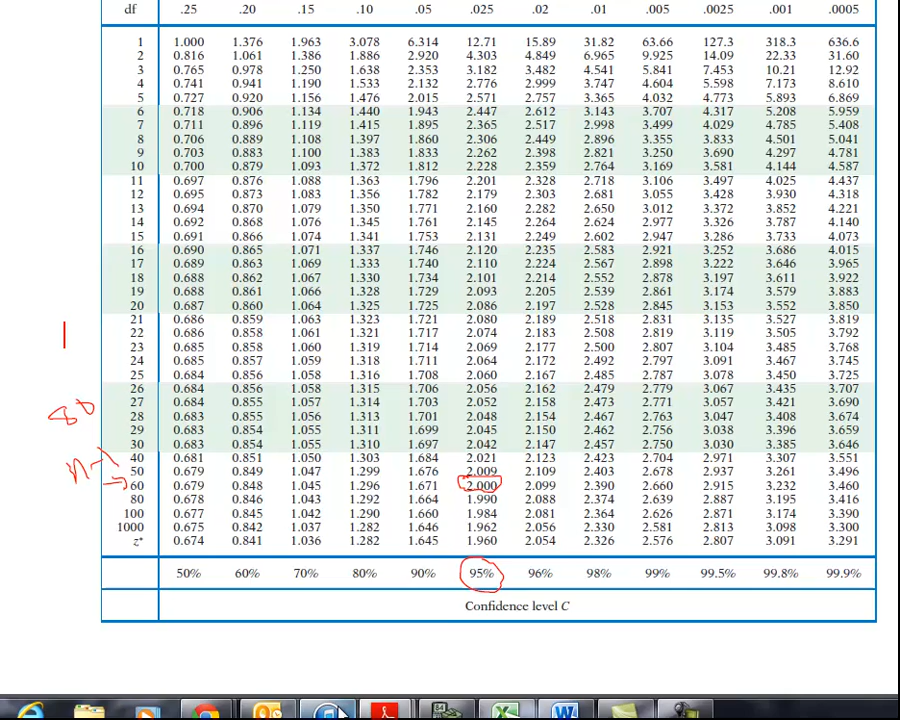 df .25 .20 .15 .10 .05 .025 .02 .01 .005 .0025 .001 .0005
1 1.000 1.376 1.963 3.078 6.314 12.71 15.89 31.82 63.66 127.3 318.3 636.6
2 0.816 1.061 1.386 1.886 2.920 4.303 4.849 6.965 9.925 14.09 22.33 31.60
3 0.765 0.978 1.250 1.638 2.353 3.182 3.482 4.541 5.841 7.453 10.21 12.92
4 0.741 0.941 1.190 1.533 2.132 2.776 2.999 3.747 4.604 5.598 7.173 8.610
5 0.727 0.920 1.156 1.476 2.015 2.571 2.757 3.365 4.032 4.773 5.893 6.869
6 0.718 0.906 1.134 1.440 1.943 2.447 2.612 3.143 3.707 4.317 5.208 5.959
7 0.711 0.896 1.119 1.415 1.895 2.365 2.517 2.998 3.499 4.029 4.785 5.408
8 0.706 0.889 1.108 1.397 1.860 2.306 2.449 2.896 3.355 3.833 4.501 5.041
9 0.703 0.883 1.100 1.383 1.833 2.262 2.398 2.821 3.250 3.690 4.297 4.781
10 0.700 0.879 1.093 1.372 1.812 2.228 2.359 2.764 3.169 3.581 4.144 4.587
11 0.697 0.876 1.088 1.363 1.796 2.201 2.328 2.718 3.106 3.497 4.025 4.437
12 0.695 0.873 1.083 1.356 1.782 2.179 2.303 2.681 3.055 3.428 3.930 4.318
13 0.694 0.870 1.079 1.350 1.771 2.160 2.282 2.650 3.012 3.372 3.852 4.221
14 0.692 0.868 1.076 1.345 1.761 2.145 2.264 2.624 2.977 3.326 3.787 4.140
15 0.691 0.866 1.074 1.341 1.753 2.131 2.249 2.602 2.947 3.286 3.733 4.073
16 0.690 0.865 1.071 1.337 1.746 2.120 2.235 2.583 2.921 3.252 3.686 4.015
17 0.689 0.863 1.069 1.333 1.740 2.110 2.224 2.567 2.898 3.222 3.646 3.965
18 0.688 0.862 1.067 1.330 1.734 2.101 2.214 2.552 2.878 3.197 3.611 3.922
19 0.688 0.861 1.066 1.328 1.729 2.093 2.205 2.539 2.861 3.174 3.579 3.883
20 0.687 0.860 1.064 1.325 1.725 2.086 2.197 2.528 2.845 3.153 3.552 3.850
21 0.686 0.859 1.063 1.323 1.721 2.080 2.189 2.518 2.831 3.135 3.527 3.819
22 0.686 0.858 1.061 1.321 1.717 2.074 2.183 2.508 2.819 3.119 3.505 3.792
23 0.685 0.858 1.060 1.319 1.714 2.069 2.177 2.500 2.807 3.104 3.485 3.768
24 0.685 0.857 1.059 1.318 1.711 2.064 2.172 2.492 2.797 3.091 3.467 3.745
25 0.684 0.856 1.058 1.316 1.708 2.060 2.167 2.485 2.787 3.078 3.450 3.725
26 0.684 0.856 1.058 1.315 1.706 2.056 2.162 2.479 2.779 3.067 3.435 3.707
27 0.684 0.855 1.057 1.314 1.703 2.052 2.158 2.473 2.771 3.057 3.421 3.690
80
28 0.683 0.855 1.056 1.313 1.701 2.048 2.154 2.467 2.763 3.047 3.408 3.674
29 0.683 0.854 1.055 1.311 1.699 2.045 2.150 2.462 2.756 3.038 3.396 3.659
30 0.683 0.854 1.055 1.310 1.697 2.042 2.147 2.457 2.750 3.030 3.385 3.646
40 0.681 0.851 1.050 1.303 1.684 2.021 2.123 2.423 2.704 2.971 3.307 3.551
n-1
50 0.679 0.849 1.047 1.299 1.676 2.009 2.109 2.403 2.678 2.937 3.261 3.496
60 0.679 0.848 1.045 1.296 1.671 2.000 2.099 2.390 2.660 2.915 3.232 3.460
80 0.678 0.846 1.043 1.292 1.664 1.990 2.088 2.374 2.639 2.887 3.195 3.416
100 0.677 0.845 1.042 1.290 1.660 1.984 2.081 2.364 2.626 2.871 3.174 3.390
1000 0.675 0.842 1.037 1.282 1.646 1.962 2.056 2.330 2.581 2.813 3.098 3.300
z* 0.674 0.841 1.036 1.282 1.645 1.960 2.054 2.326 2.576 2.807 3.091 3.291
50% 60% 70% 80% 90% 95% 96% 98% 99% 99.5% 99.8% 99.9%
Confidence level C